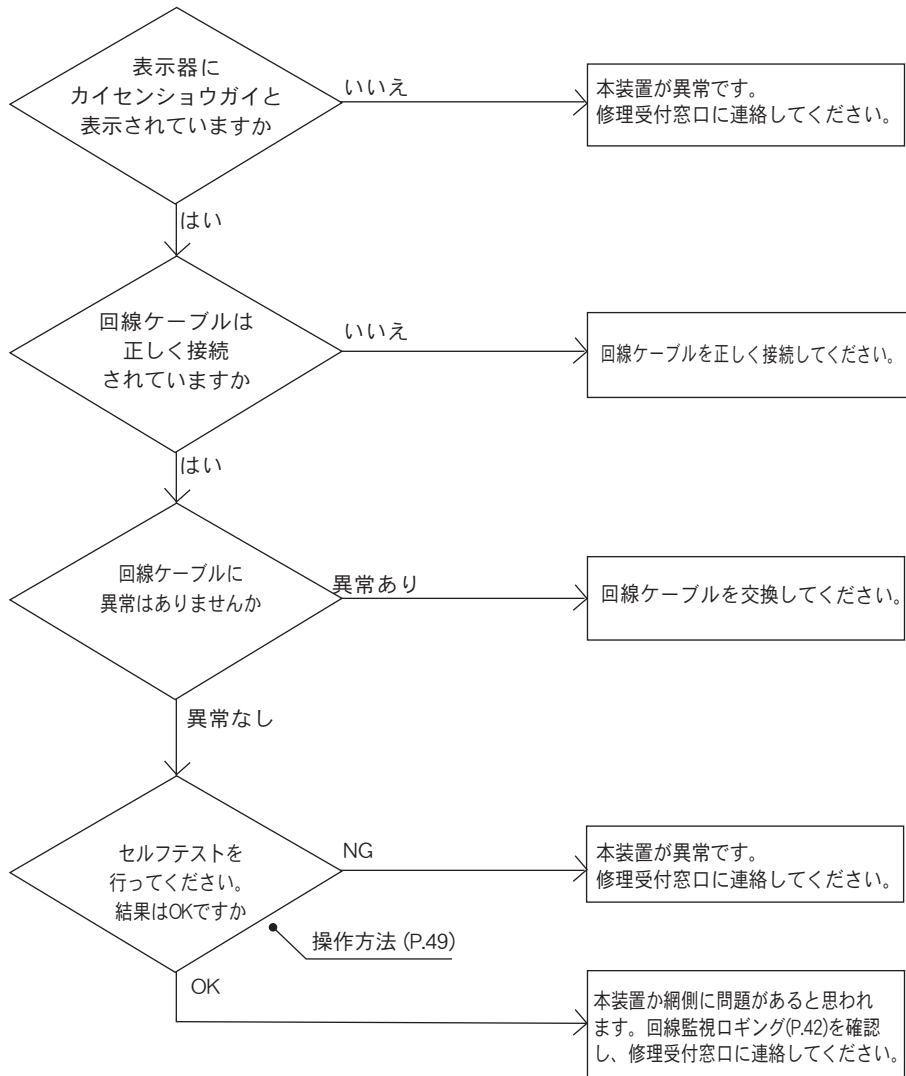 表示器に
カイセンショウガイと
表示されていますか
いいえ
本装置が異常です。
修理受付窓口に連絡してください。
はい
回線ケーブルは
正しく接続
されていますか
いいえ
回線ケーブルを正しく接続してください。
はい
回線ケーブルに
異常はありませんか
異常あり
回線ケーブルを交換してください。
異常なし
セルフテストを
行ってください。
結果はOKですか
NG
本装置が異常です。
修理受付窓口に連絡してください。
操作方法 (P.49)
OK
本装置か網側に問題があると思われ
ます。回線監視ロギング(P.42)を確認
し、修理受付窓口に連絡してください。